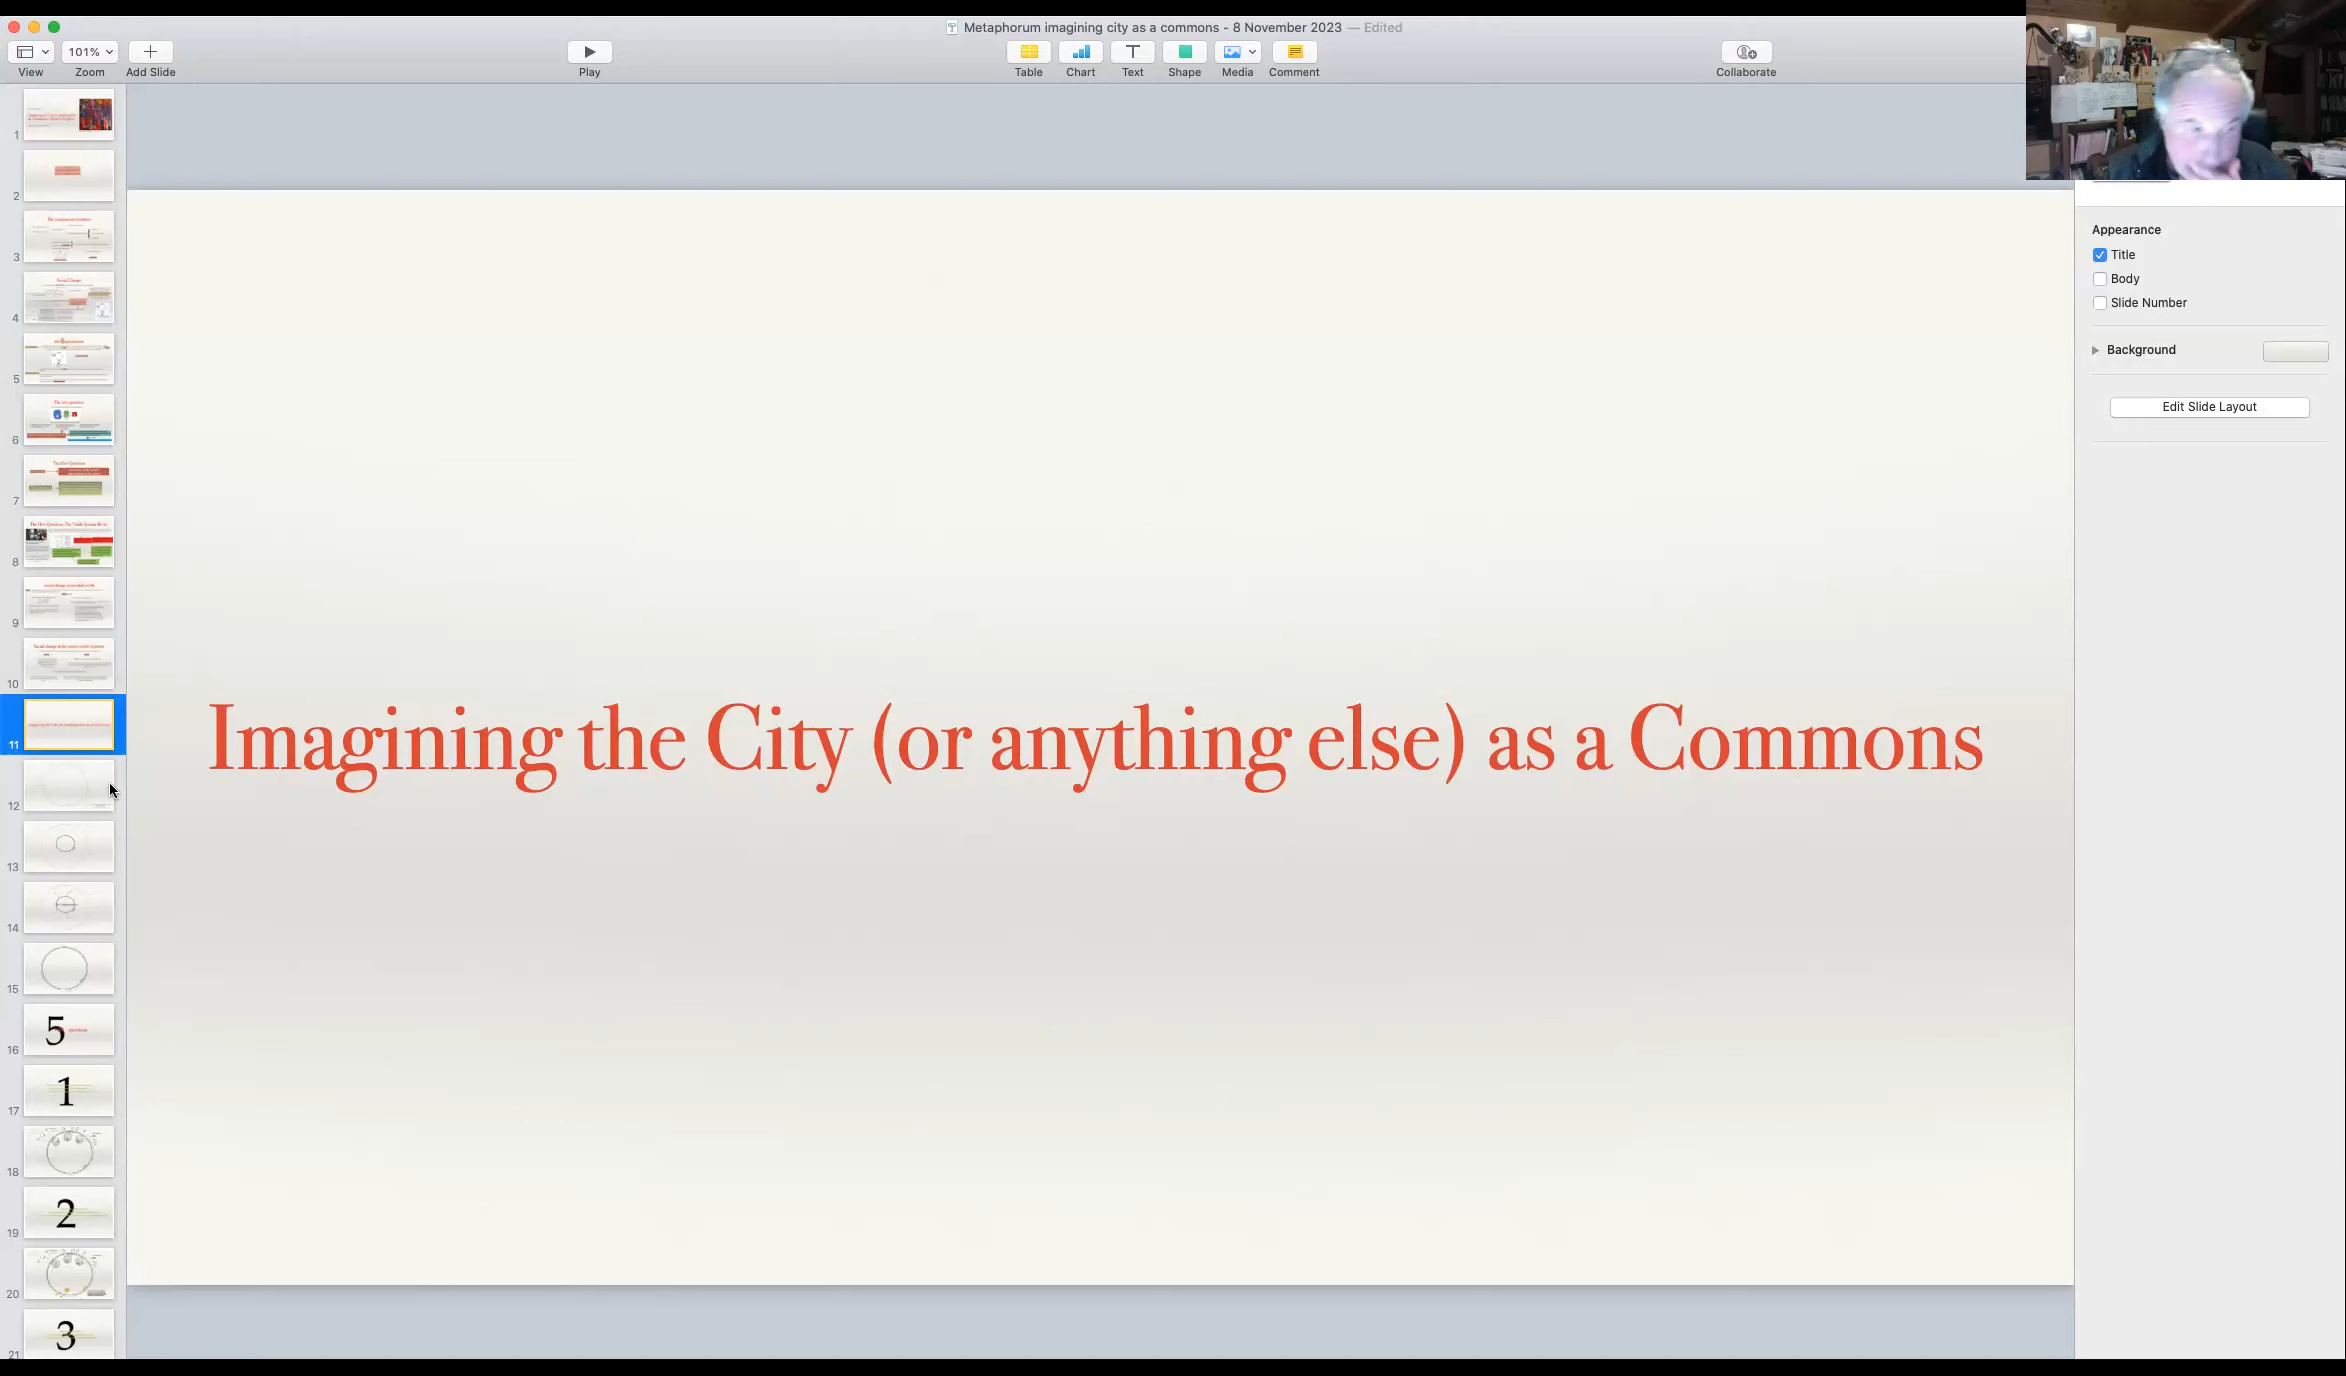 Metaphorum imagining city as a commons - 8 November 2023 — Edited
101%
View
Zoom
Add Slide
Play
Table
Chart
Text
Shape
Media
Comment
Collaborate
1
2
3
4
5
6
7
8
9
10
11
12
13
14
15
5 questions
16
1
17
18
2
19
20
3
21
Imagining the City (or anything else) as a Commons
Appearance
Title
Body
Slide Number
Background
Edit Slide Layout